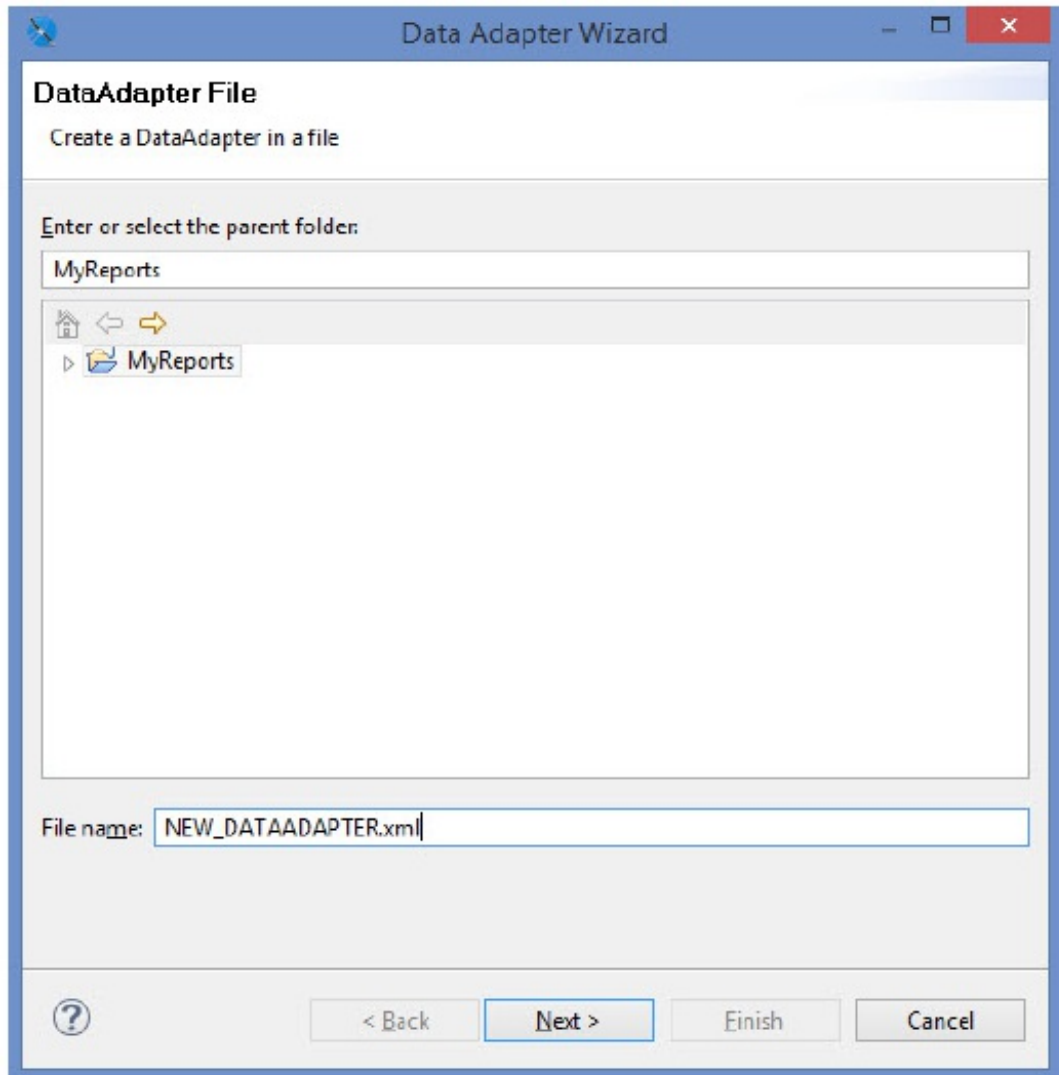 Data Adapter Wizard
DataAdapter File
Create a DataAdapter in a file
Enter or select the parent folder:
MyReports
MyReports
File name: NEW_DATAADAPTER.xml
< Back Next > Finish Cancel